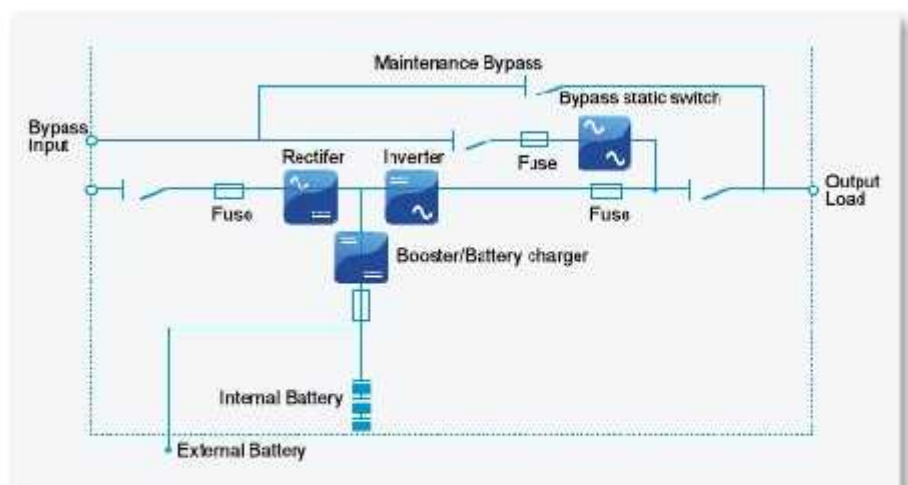 Maintenance Bypass
Bypass static switch
Bypass
Input
Fuse
Rectifer
Inverter
Output
Load
Fuse
Fuse
Booster/Battery charger
Internal Battery
External Battery